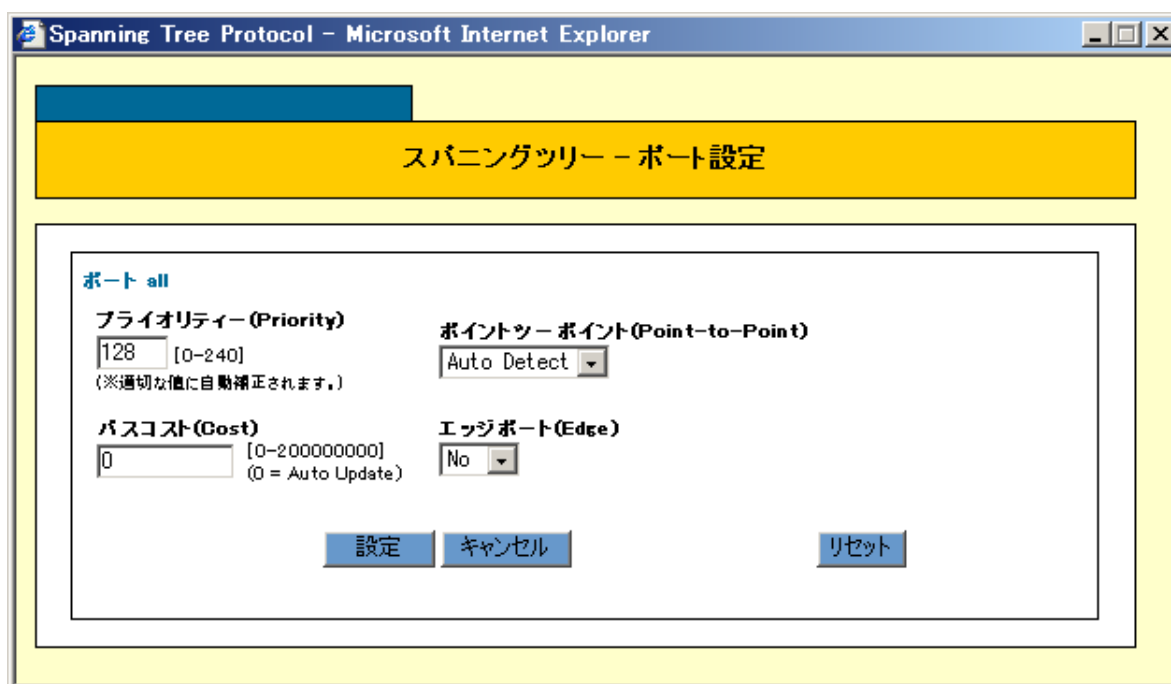 Spanning Tree Protocol - Microsoft Internet Explorer
スパニングツリー - ポート設定
ポート all
プライオリティー(Priority)
128 [0-240]
(※適切な値に自動補正されます。)
ポイントツーポイント(Point-to-Point)
Auto Detect
パスコスト(Cost)
0 [0-200000000]
(0 = Auto Update)
エッジポート(Edge)
No
設定 キャンセル リセット